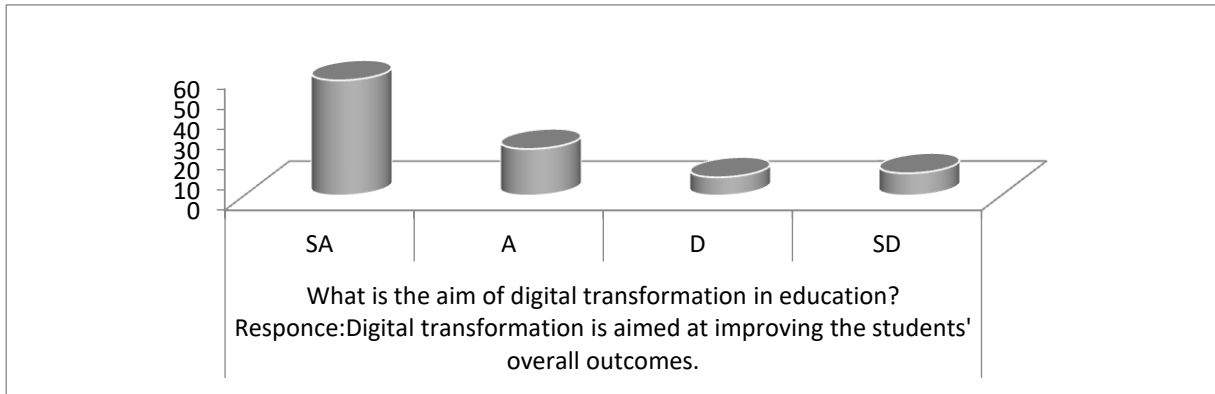 60
50
40
30
20
10
0
SA A D SD
What is the aim of digital transformation in education?
Responce:Digital transformation is aimed at improving the students'
overall outcomes.